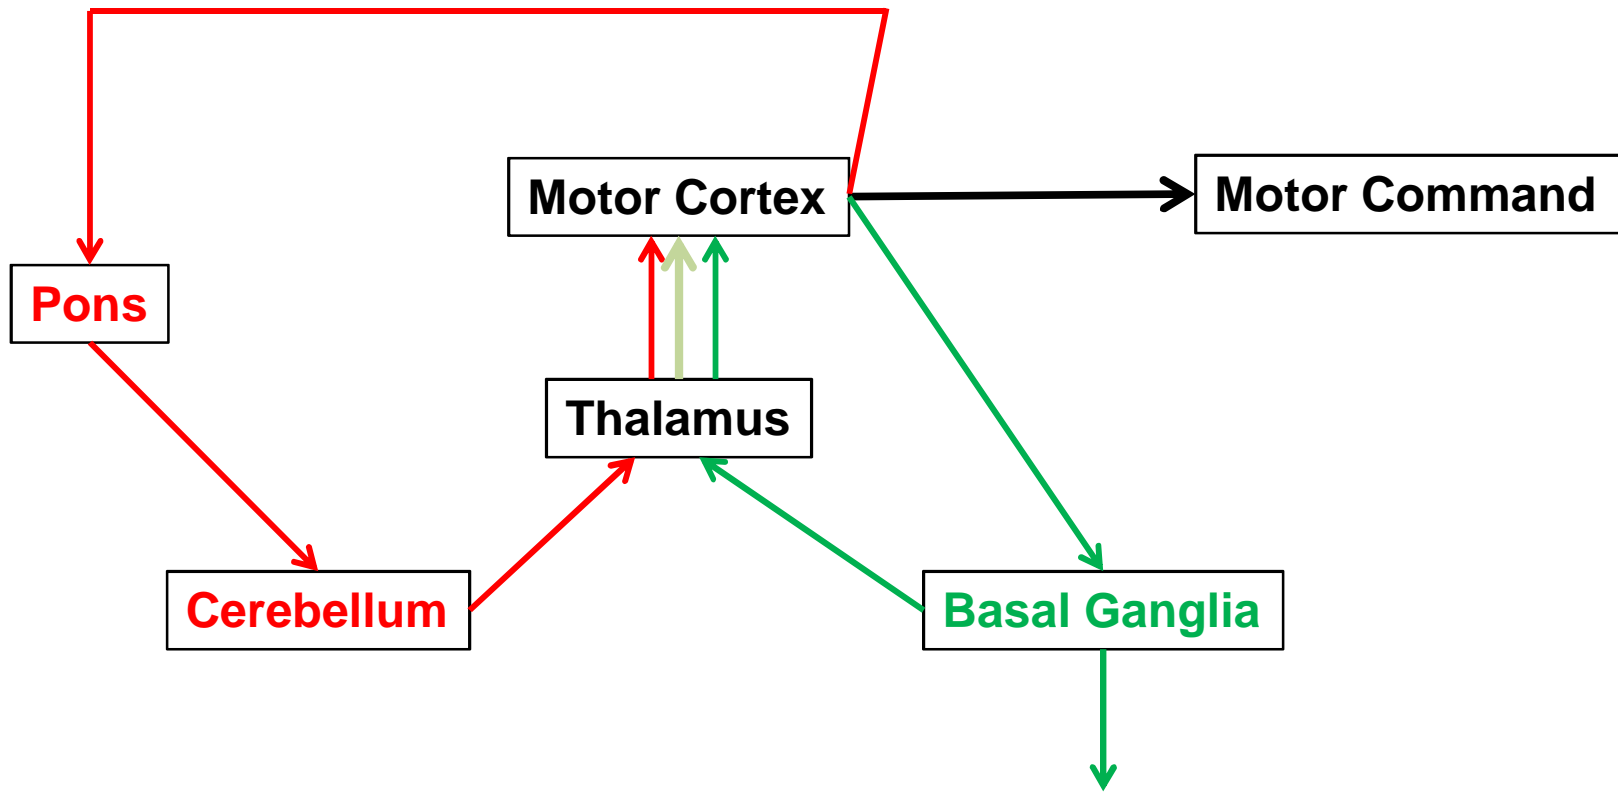 Motor Cortex
Motor Command
Pons
Thalamus
Cerebellum
Basal Ganglia